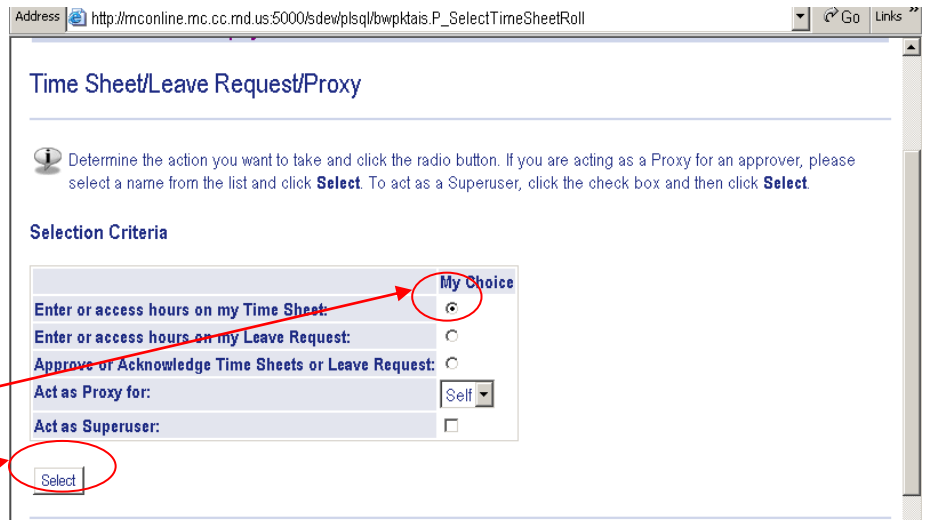 Address http://mconline.mc.cc.md.us:5000/sdev/plsql/bwpktais.P_SelectTimeSheetRoll Go Links »
Time Sheet/Leave Request/Proxy
Determine the action you want to take and click the radio button. If you are acting as a Proxy for an approver, please
select a name from the list and click Select. To act as a Superuser, click the check box and then click Select.
Selection Criteria
My Choice
Enter or access hours on my Time Sheet:
Enter or access hours on my Leave Request:
Approve or Acknowledge Time Sheets or Leave Request:
Act as Proxy for: Self
Act as Superuser:
Select